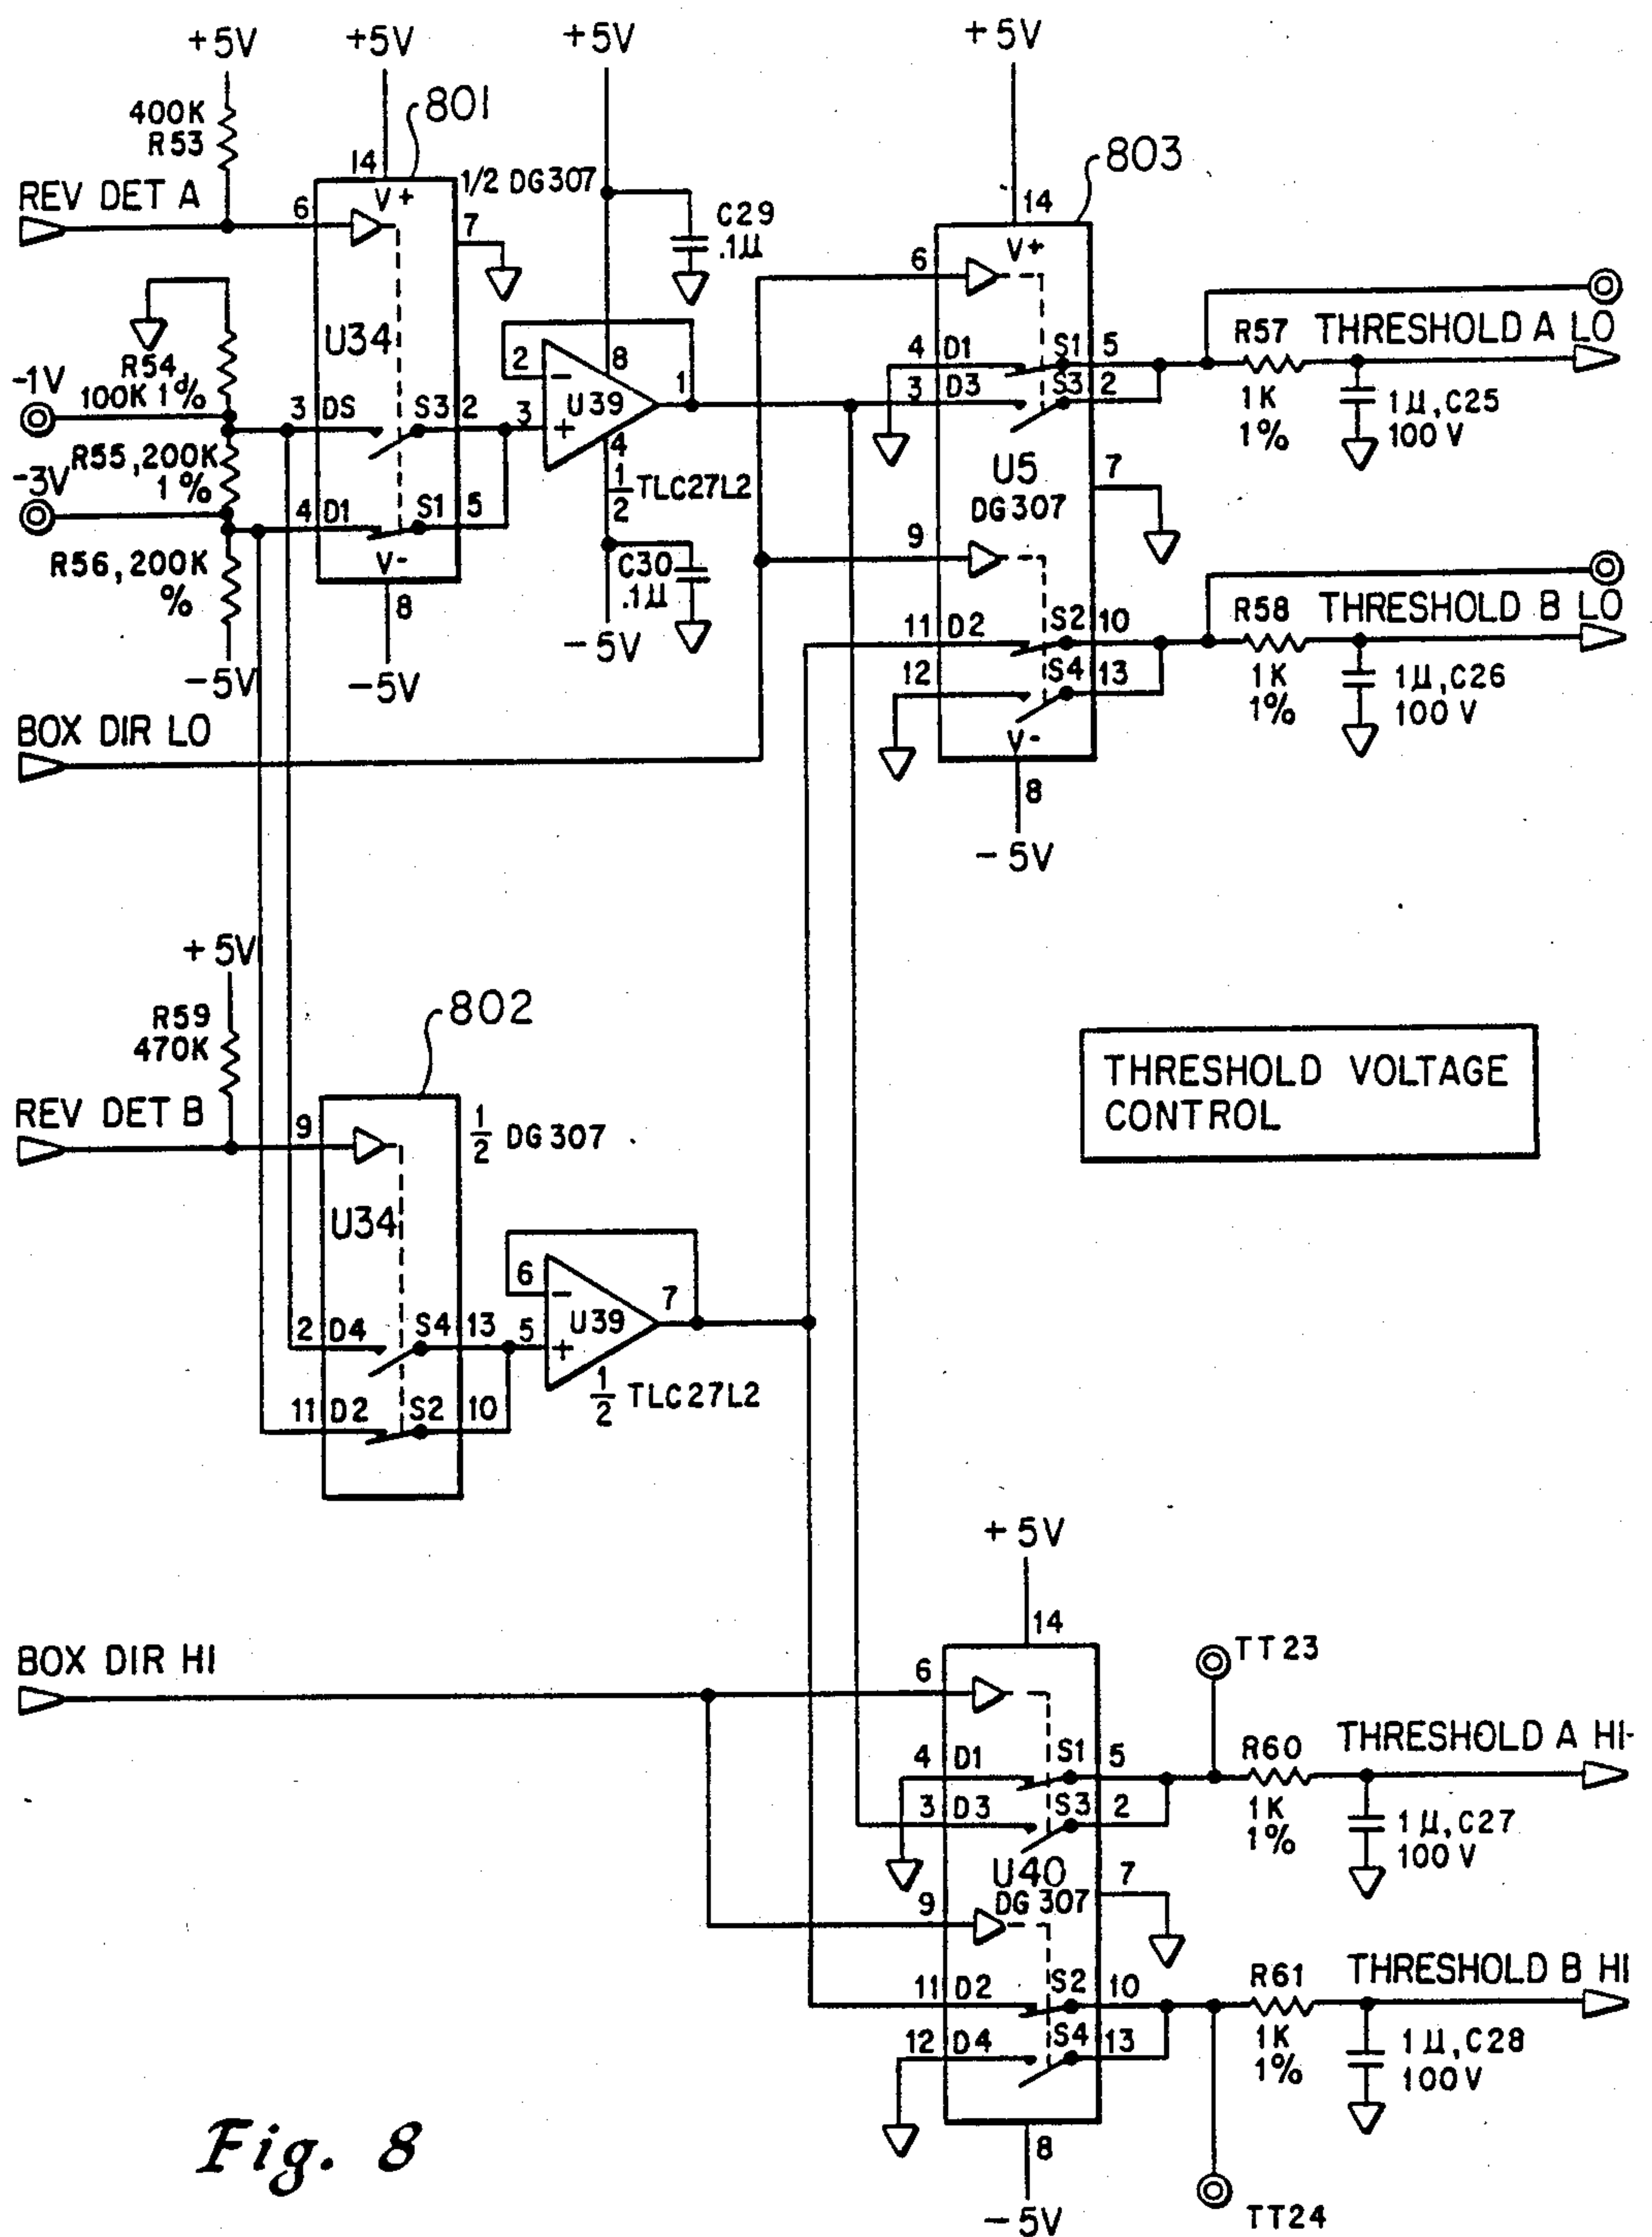 +5V
+5V
+5V
+5V
400K
R53
801
803
14
1/2 DG307
14
REV DET A
6
V+
7
C29
.1μ
6
V+
U34
R57
THRESHOLD A LO
-1V
R54
100K 1%
2
8
1
4
D1
S1
5
3
D3
S3
2
1K
1%
1μ, C25
100 V
3
DS
S3
2
3
-
+
U39
4
U5
DG307
7
-3V
R55, 200K
1%
1/2 TLC27L2
4
D1
S1
5
9
R56, 200K
%
V-
8
C30
.1μ
R58
THRESHOLD B LO
11
D2
S2
10
12
S4
13
1K
1%
1μ, C26
100 V
-5V
-5V
-5V
V-
8
BOX DIR LO
-5V
+5V
R59
470K
802
THRESHOLD VOLTAGE
CONTROL
REV DET B
9
1/2 DG307
U34
6
7
-
+
U39
2
D4
S4
13
5
1/2 TLC27L2
11
D2
S2
10
+5V
14
BOX DIR HI
6
TT23
R60
THRESHOLD A HI-
4
D1
S1
5
3
D3
S3
2
1K
1%
1μ, C27
100 V
U40
DG307
7
9
R61
THRESHOLD B HI
11
D2
S2
10
12
D4
S4
13
1K
1%
1μ, C28
100V
8
-5V
TT24
Fig. 8